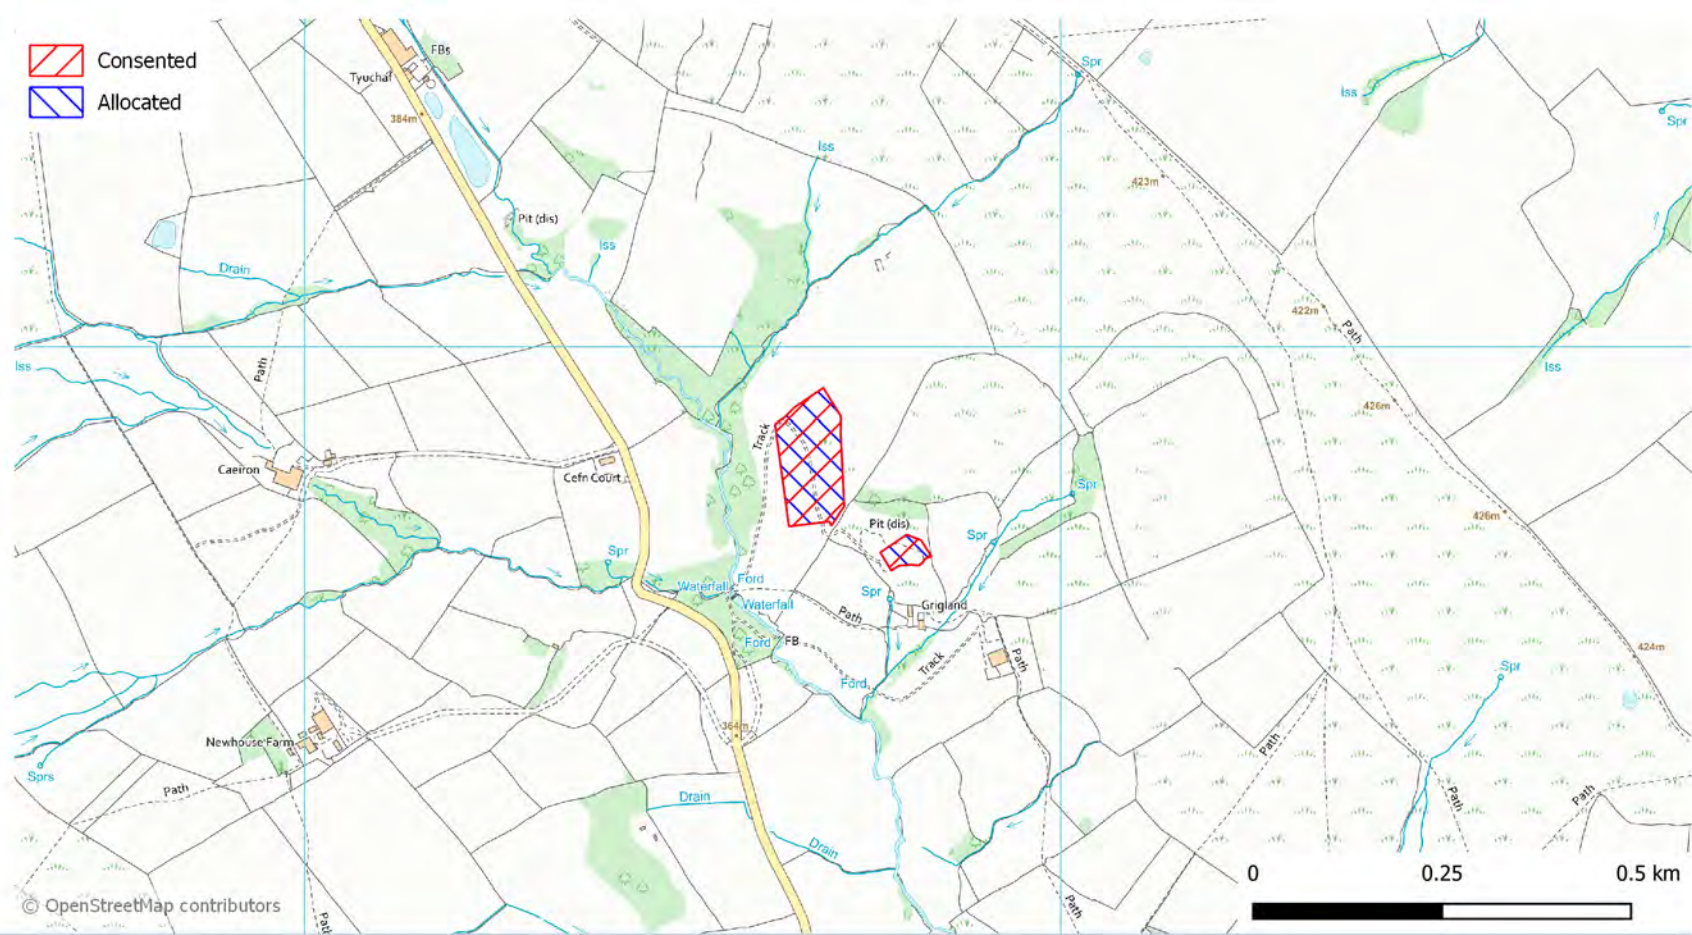 Consented
Allocated
FBs
Tyuchaf
384m
Spr
Iss
Spr
Iss
423m
Pit (dis)
Iss
Drain
422m
Path
Iss
Path
Iss
426m
Track
Caeiron
Cefn Court
Spr
426m
Pit (dis)
Spr
Spr
Ford
Waterfall
Waterfall
Spr
Grigland
Path
Ford
FB
Track
Path
424m
Spr
Ford
364m
Newhouse Farm
Path
Sprs
Path
Drain
Path
Path
Drain
0 0.25 0.5 km
© OpenStreetMap contributors
Path
Path